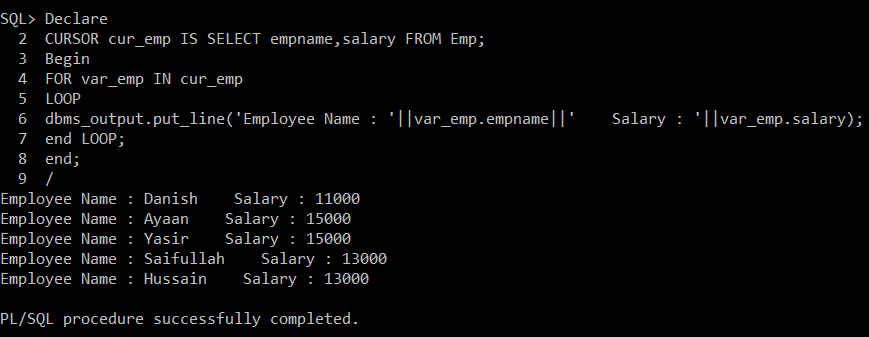 SQL> Declare
  2  CURSOR cur_emp IS SELECT empname,salary FROM Emp;
  3  Begin
  4  FOR var_emp IN cur_emp
  5  LOOP
  6  dbms_output.put_line('Employee Name : '||var_emp.empname||'    Salary : '||var_emp.salary);
  7  end LOOP;
  8  end;
  9  /
Employee Name : Danish    Salary : 11000
Employee Name : Ayaan    Salary : 15000
Employee Name : Yasir    Salary : 15000
Employee Name : Saifullah    Salary : 13000
Employee Name : Hussain    Salary : 13000

PL/SQL procedure successfully completed.